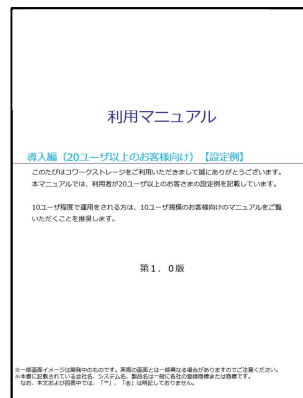 利用マニュアル
導入編（20ユーザ以上のお客様向け）【設定例】
このたびはコワークストレージをご利用いただきまして誠にありがとうございます。
本マニュアルでは、利用者が20ユーザ以上のお客さまの設定例を記載しています。
10ユーザ程度で運用をされる方は、10ユーザ規模のお客様向けのマニュアルをご覧
いただくことを推奨します。
第１．０版
※一部画面イメージは開発中のものです。実際の画面とは一部異なる場合がありますのでご注意ください。
※本書に記載されている会社名、システム名、製品名は一般に各社の登録商標または商標です。
なお、本文および図表中では、「™」、「®」は明記しておりません。